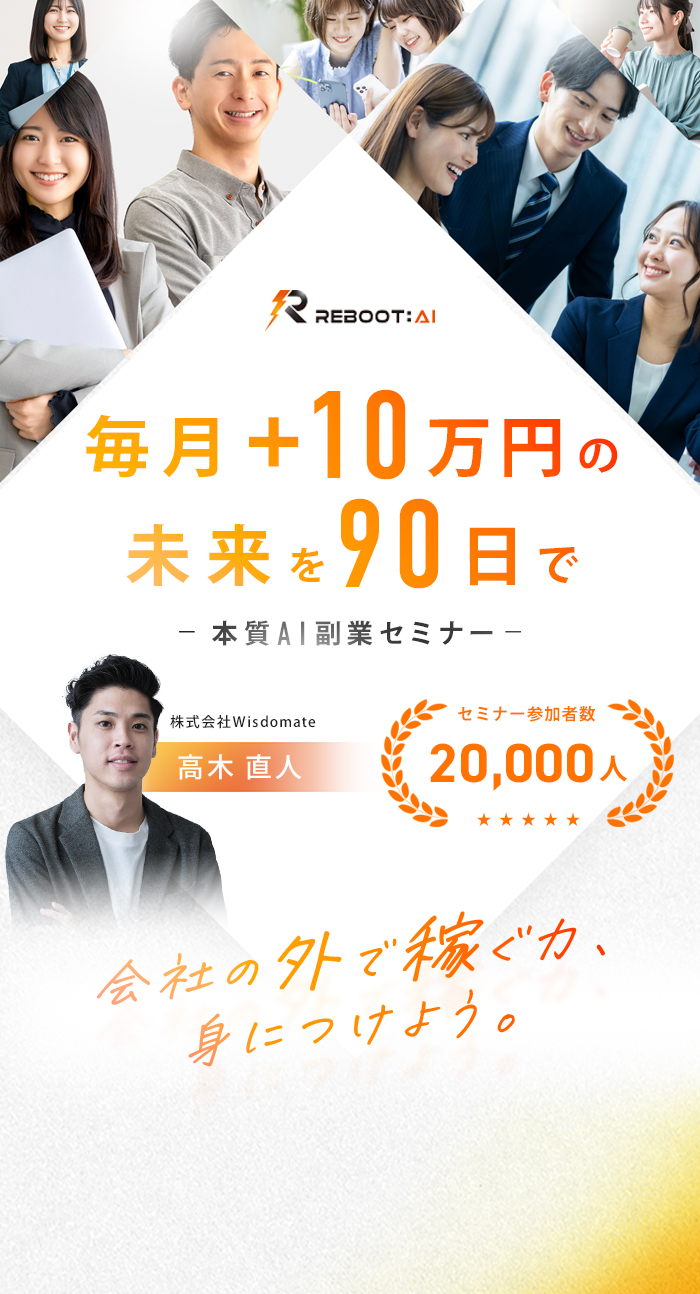 REBOOT:AI
毎月+10万円の
未来を90日で
－ 本質AI副業セミナー －
株式会社Wisdomate
高木 直人
セミナー参加者数
20,000人
★★★★★
会社の外で稼ぐ力、
身につけよう。